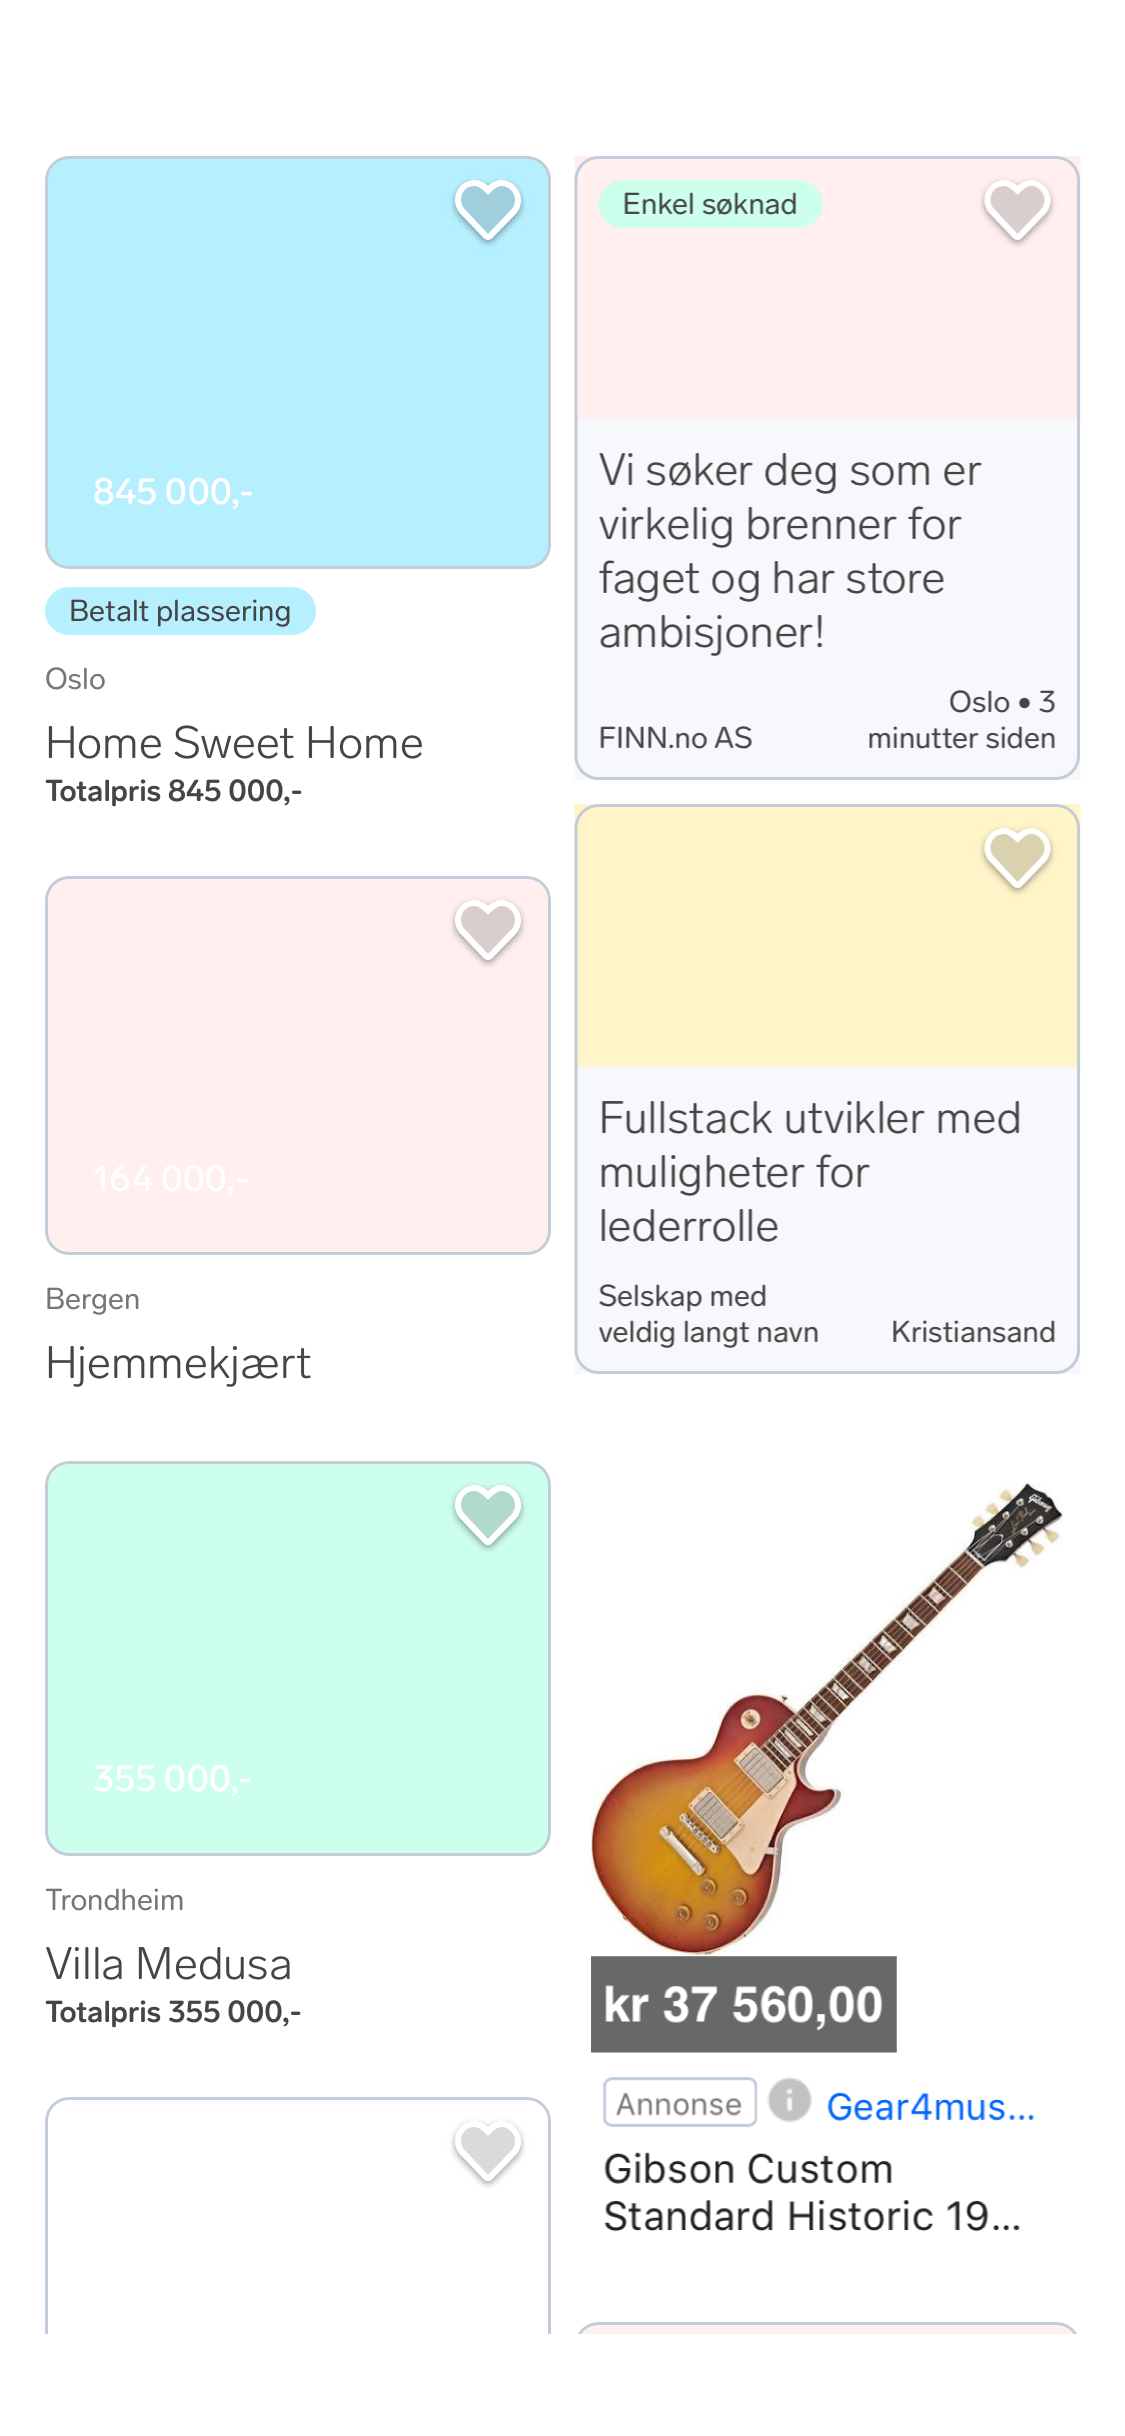 845 000,-
Betalt plassering
Oslo
Home Sweet Home
Totalpris 845 000,-
164 000,-
Bergen
Hjemmekjært
355 000,-
Trondheim
Villa Medusa
Totalpris 355 000,-
Enkel søknad
Vi søker deg som er
virkelig brenner for
faget og har store
ambisjoner!
Oslo • 3
FINN.no AS minutter siden
Fullstack utvikler med
muligheter for
lederrolle
Selskap med
veldig langt navn Kristiansand
Gibson
kr 37 560,00
Annonse i Gear4mus...
Gibson Custom
Standard Historic 19...